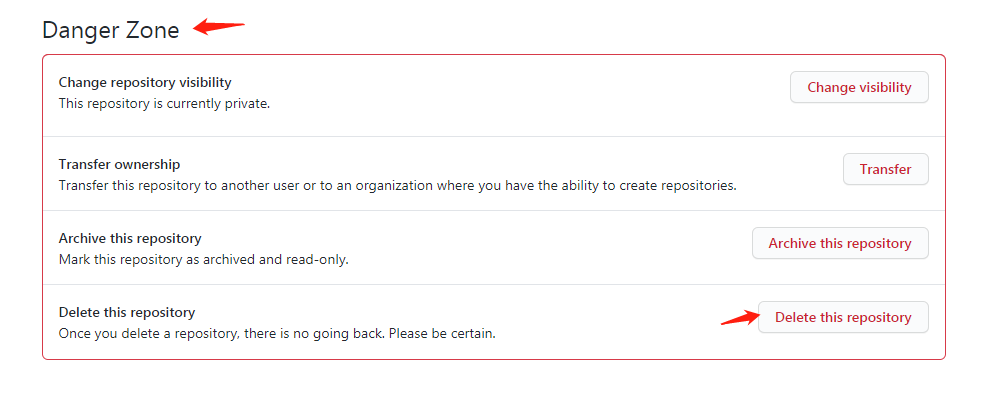 Danger Zone
Change repository visibility
This repository is currently private.
Change visibility
Transfer ownership
Transfer this repository to another user or to an organization where you have the ability to create repositories.
Transfer
Archive this repository
Mark this repository as archived and read-only.
Archive this repository
Delete this repository
Once you delete a repository, there is no going back. Please be certain.
Delete this repository